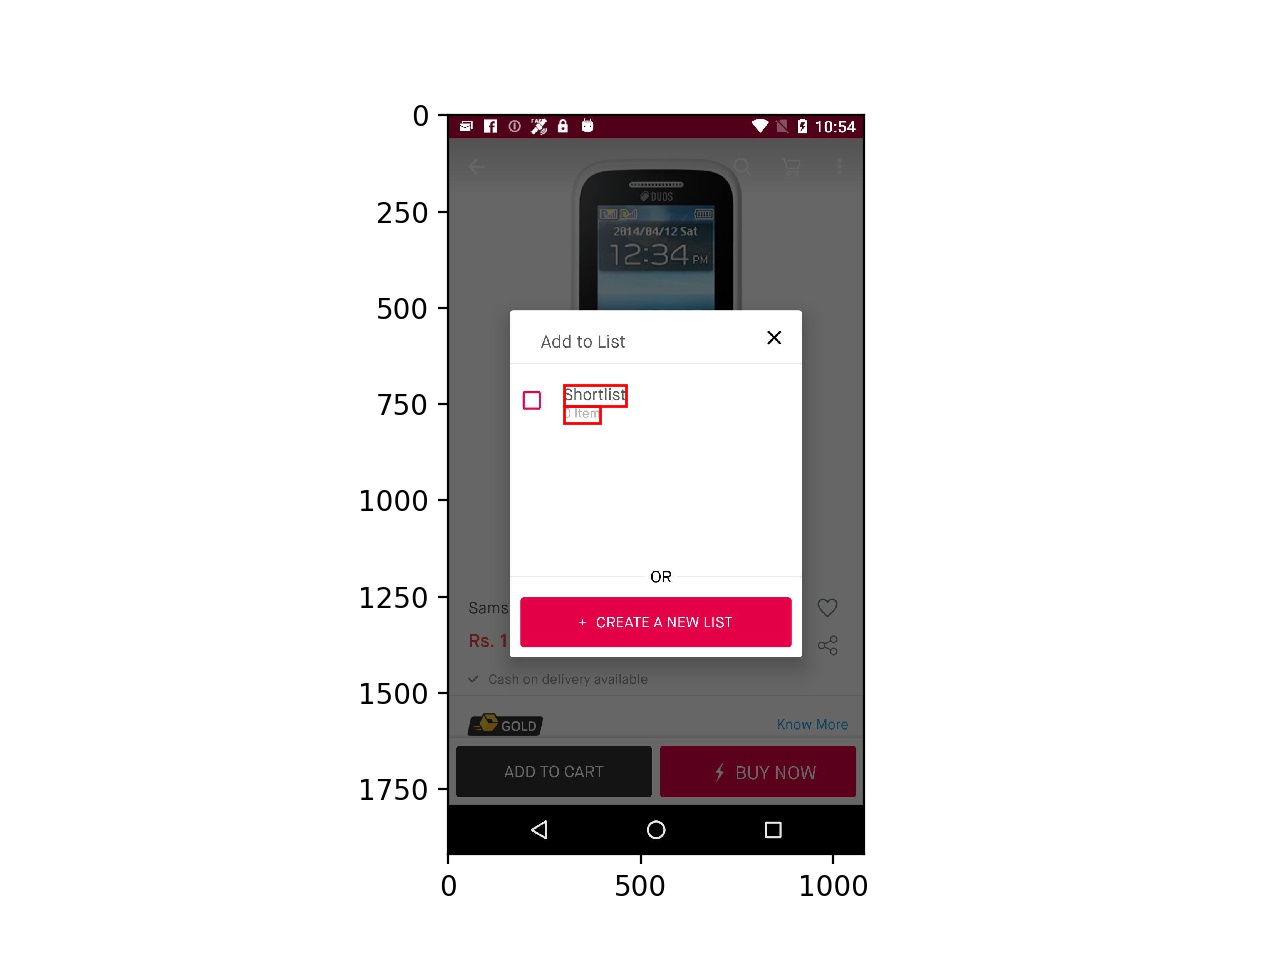 0
250
500
750
1000
1250
1500
1750
0 500 1000
10:54
DUOS
2014/04/12 Sat
12:34 PM
Add to List
Shortlist
0 Item
OR
+ CREATE A NEW LIST
Sams
Rs. 1
Cash on delivery available
GOLD
Know More
ADD TO CART
BUY NOW